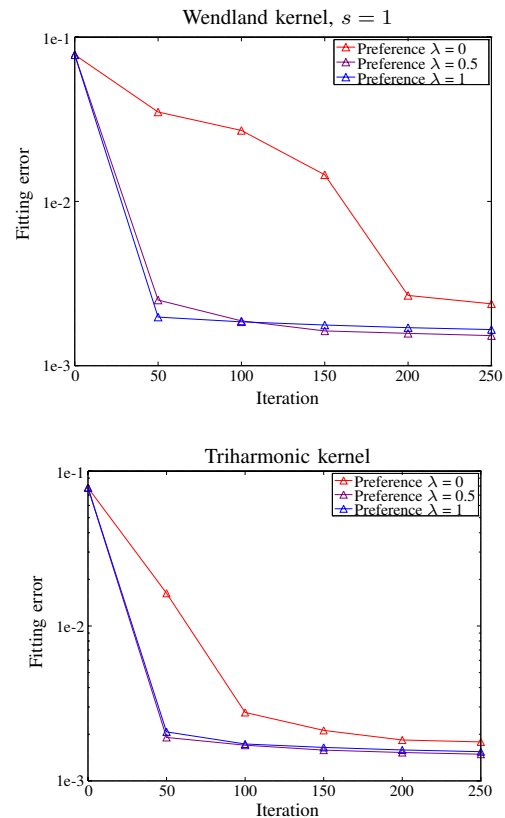 Wendland kernel, s = 1
1e-1
Preference λ = 0
Preference λ = 0.5
Preference λ = 1
Fitting error
1e-2
1e-3
0 50 100 150 200 250
Iteration
Triharmonic kernel
1e-1
Preference λ = 0
Preference λ = 0.5
Preference λ = 1
Fitting error
1e-2
1e-3
0 50 100 150 200 250
Iteration